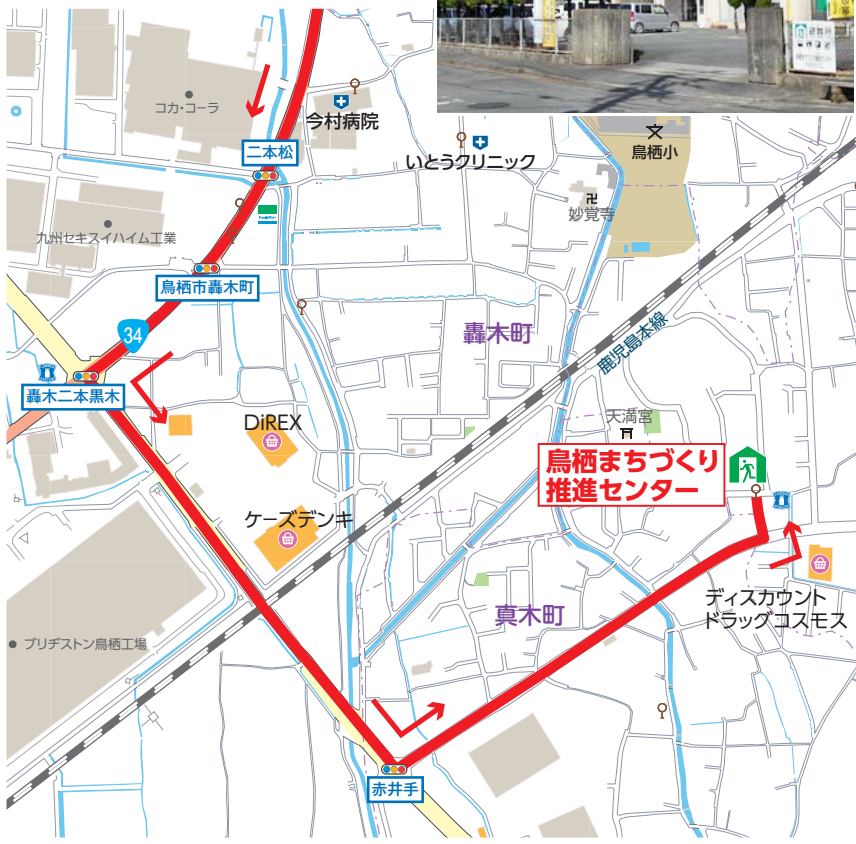 避難所
コカ・コーラ
今村病院
二本松
いとうクリニック
鳥栖小
妙覚寺
九州セキスイハイム工業
鳥栖市轟木町
34
轟木町
鹿児島本線
轟木二本黒木
DiREX
天満宮
鳥栖まちづくり
推進センター
ケーズデンキ
ディスカウント
ドラッグコスモス
真木町
ブリヂストン鳥栖工場
赤井手